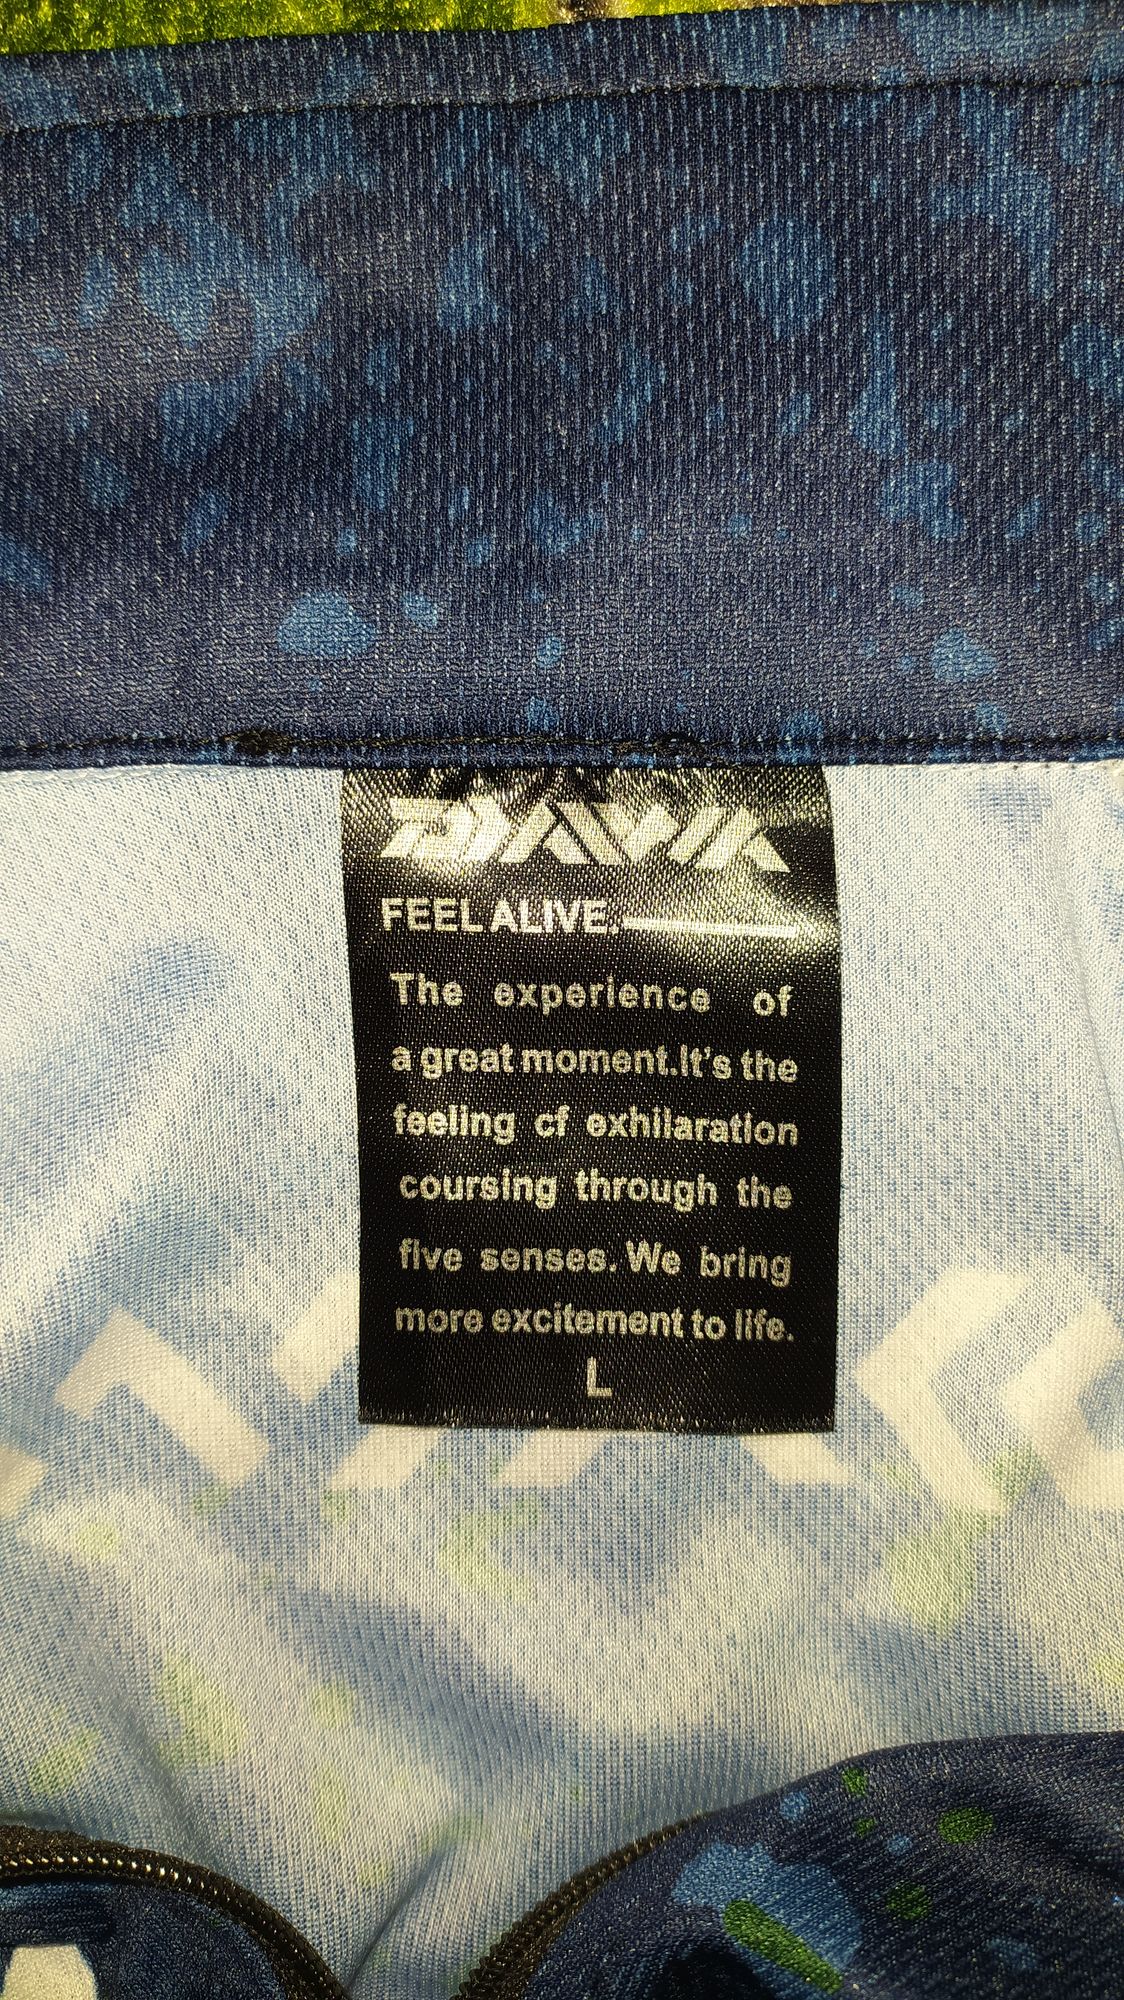 DAIWA
FEEL ALIVE.
The experience of
a great moment.It's the
feeling cf exhilaration
coursing through the
five senses. We bring
more excitement to life.
L